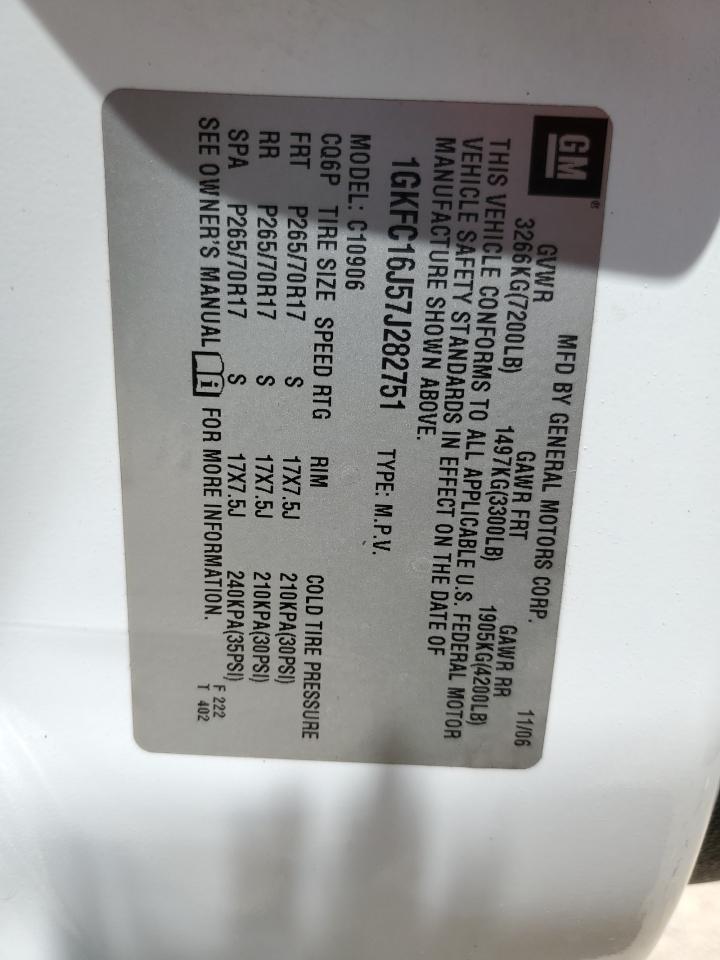 GM
MFD BY GENERAL MOTORS CORP. 11/06
GVWR GAWR FRT GAWR RR
3266KG(7200LB) 1497KG(3300LB) 1905KG(4200LB)
THIS VEHICLE CONFORMS TO ALL APPLICABLE U.S. FEDERAL MOTOR
VEHICLE SAFETY STANDARDS IN EFFECT ON THE DATE OF
MANUFACTURE SHOWN ABOVE.
1GKFC16J57J282751 TYPE: M.P.V.
MODEL: C10906
CQ6P TIRE SIZE SPEED RTG RIM COLD TIRE PRESSURE
FRT P265/70R17 S 17X7.5J 210KPA(30PSI)
RR P265/70R17 S 17X7.5J 210KPA(30PSI)
SPA P265/70R17 S 17X7.5J 240KPA(35PSI)
SEE OWNER'S MANUAL i FOR MORE INFORMATION.
F 222
T 402